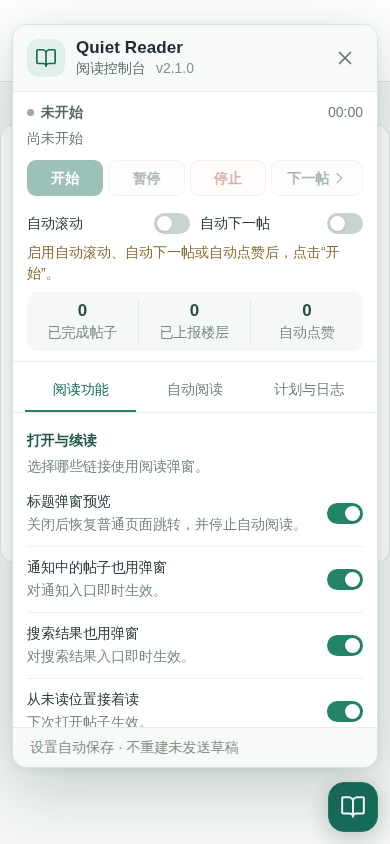 Quiet Reader
阅读控制台 v2.1.0
未开始 00:00
尚未开始
开始 暂停 停止 下一帖
自动滚动 自动下一帖
启用自动滚动、自动下一帖或自动点赞后，点击“开
始”。
0 0 0
已完成帖子 已上报楼层 自动点赞
阅读功能 自动阅读 计划与日志
打开与续读
选择哪些链接使用阅读弹窗。
标题弹窗预览
关闭后恢复普通页面跳转，并停止自动阅读。
通知中的帖子也用弹窗
对通知入口即时生效。
搜索结果也用弹窗
对搜索结果入口即时生效。
从未读位置接着读
下次打开帖子生效。
设置自动保存 · 不重建未发送草稿